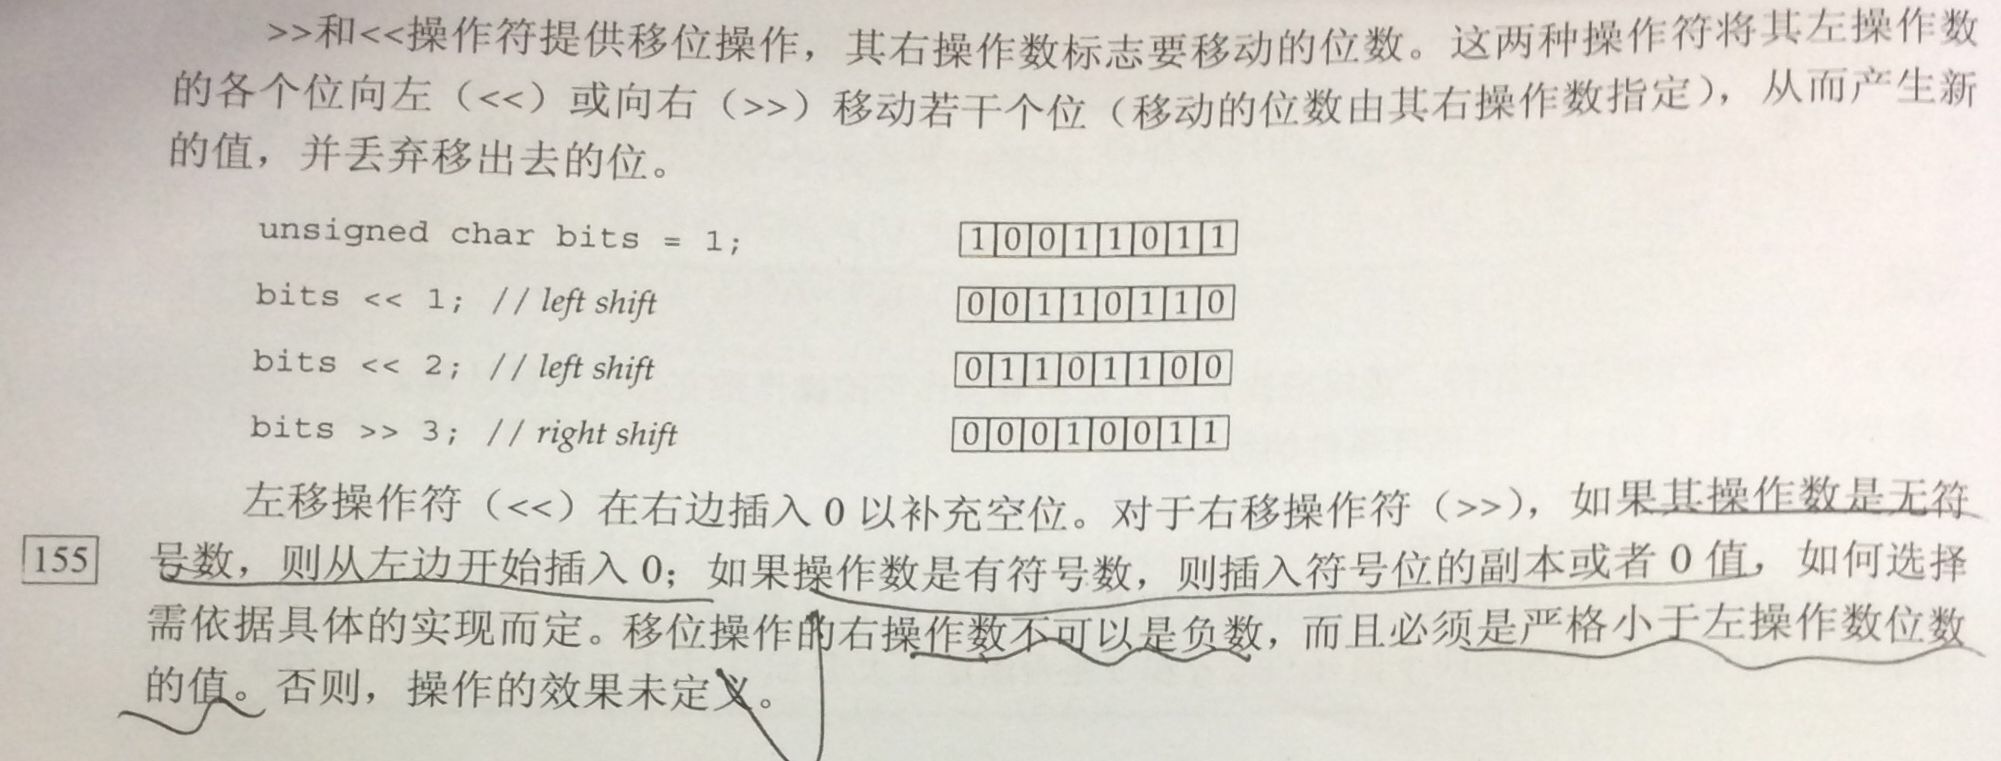 >>和<<操作符提供移位操作，其右操作数标志要移动的位数。这两种操作符将其左操作数
的各个位向左（<<）或向右（>>）移动若干个位（移动的位数由其右操作数指定），从而产生新
的值，并丢弃移出去的位。
unsigned char bits = 1; 1 0 0 1 1 0 1 1
bits << 1; // left shift 0 0 1 1 0 1 1 0
bits << 2; // left shift 0 1 1 0 1 1 0 0
bits >> 3; // right shift 0 0 0 1 0 0 1 1
左移操作符（<<）在右边插入 0 以补充空位。对于右移操作符（>>），如果其操作数是无符
155 号数，则从左边开始插入 0；如果操作数是有符号数，则插入符号位的副本或者 0 值，如何选择
需依据具体的实现而定。移位操作的右操作数不可以是负数，而且必须是严格小于左操作数位数
的值。否则，操作的效果未定义。